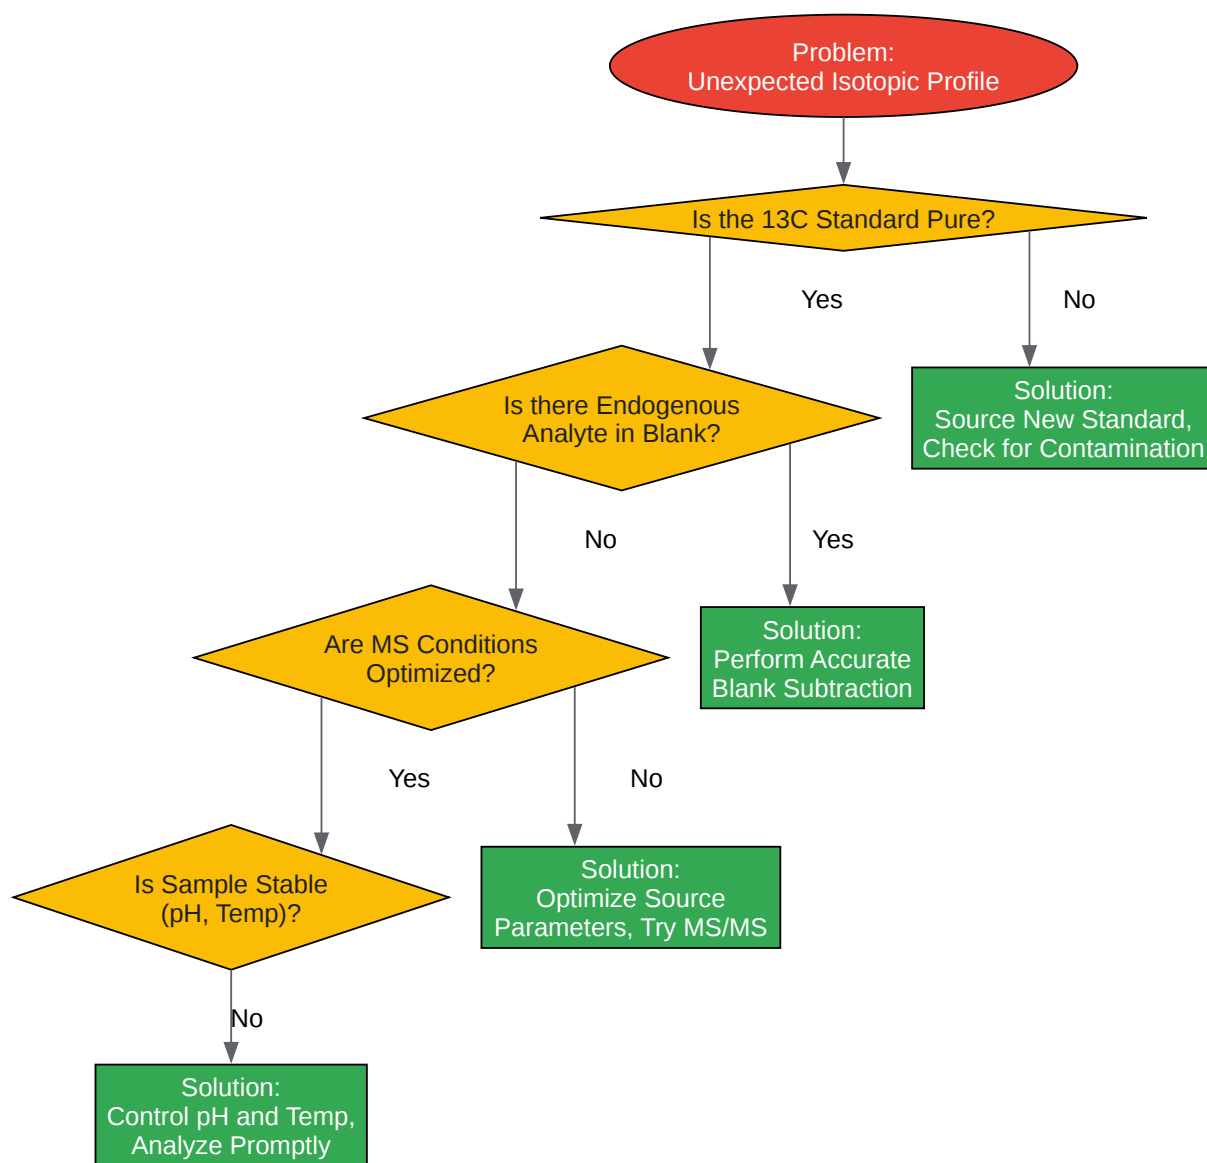 Problem:
Unexpected Isotopic Profile
Is the 13C Standard Pure?
Yes
No
Is there Endogenous
Analyte in Blank?
Solution:
Source New Standard,
Check for Contamination
No
Yes
Are MS Conditions
Optimized?
Solution:
Perform Accurate
Blank Subtraction
Yes
No
Is Sample Stable
(pH, Temp)?
Solution:
Optimize Source
Parameters, Try MS/MS
No
Solution:
Control pH and Temp,
Analyze Promptly